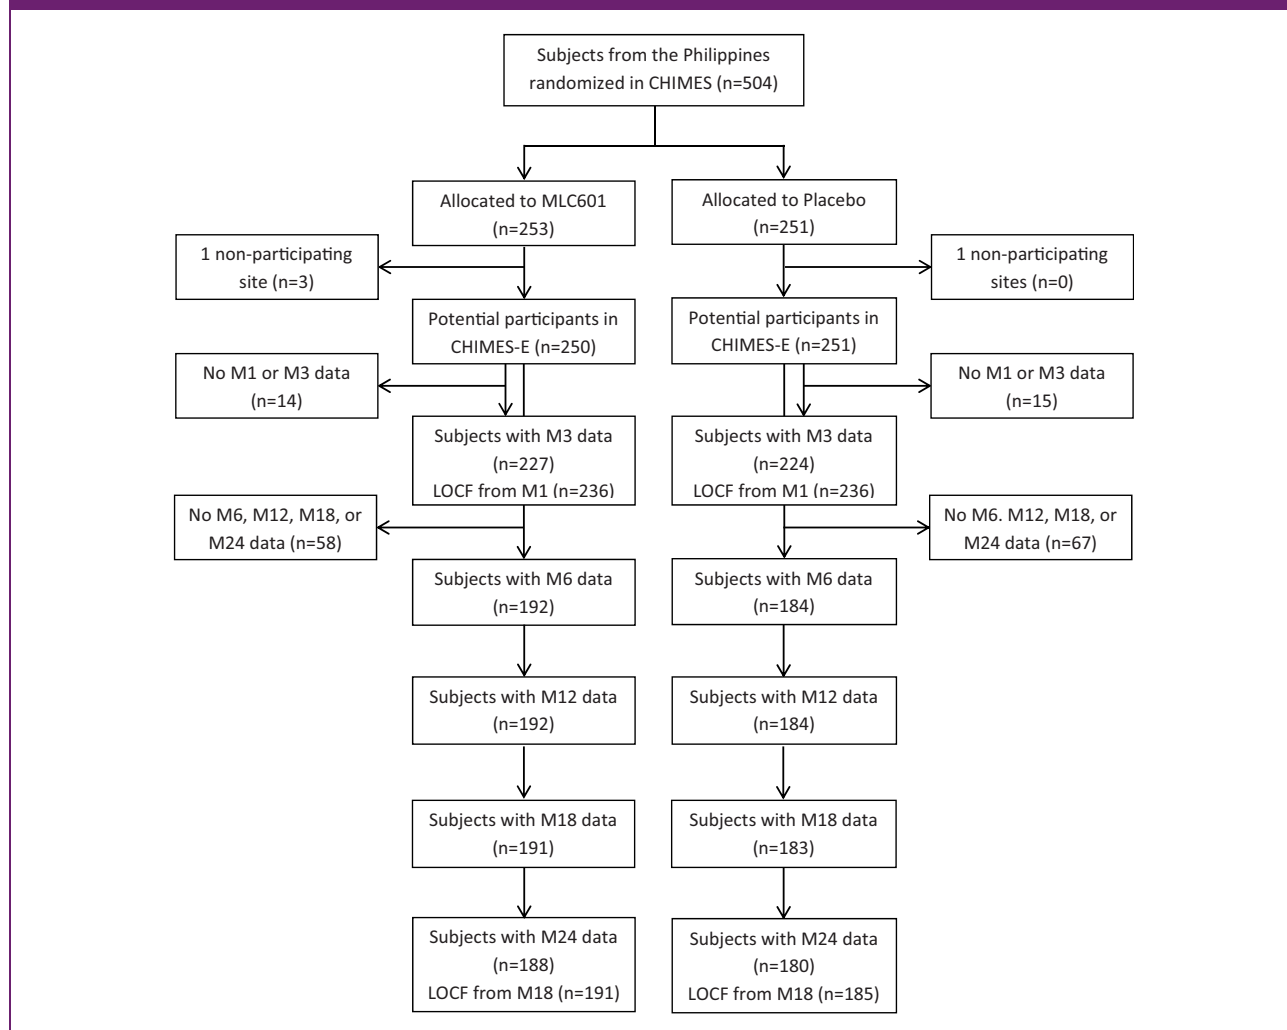 Subjects from the Philippines
randomized in CHIMES (n=504)
Allocated to MLC601
(n=253)
Allocated to Placebo
(n=251)
1 non-participating
site (n=3)
1 non-participating
sites (n=0)
Potential participants in
CHIMES-E (n=250)
Potential participants in
CHIMES-E (n=251)
No M1 or M3 data
(n=14)
No M1 or M3 data
(n=15)
Subjects with M3 data
(n=227)
LOCF from M1 (n=236)
Subjects with M3 data
(n=224)
LOCF from M1 (n=236)
No M6, M12, M18, or
M24 data (n=58)
No M6. M12, M18, or
M24 data (n=67)
Subjects with M6 data
(n=192)
Subjects with M6 data
(n=184)
Subjects with M12 data
(n=192)
Subjects with M12 data
(n=184)
Subjects with M18 data
(n=191)
Subjects with M18 data
(n=183)
Subjects with M24 data
(n=188)
LOCF from M18 (n=191)
Subjects with M24 data
(n=180)
LOCF from M18 (n=185)